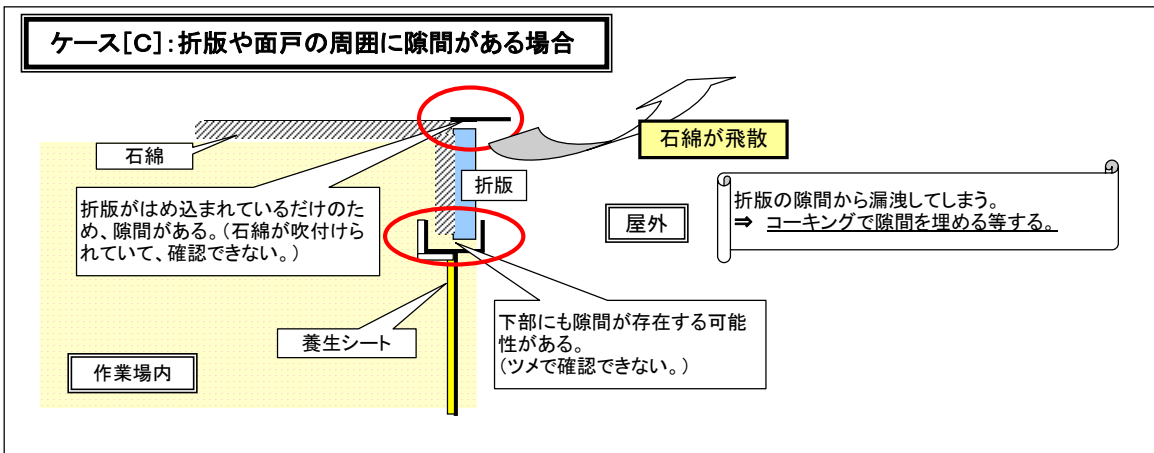 ケース[C]:折版や面戸の周囲に隙間がある場合
石綿
石綿が飛散
折版
折版がはめ込まれているだけのた
め、隙間がある。(石綿が吹付けら
れていて、確認できない。)
屋外
折版の隙間から漏洩してしまう。
⇒ コーキングで隙間を埋める等する。
養生シート
下部にも隙間が存在する可能
性がある。
(ツメで確認できない。)
作業場内